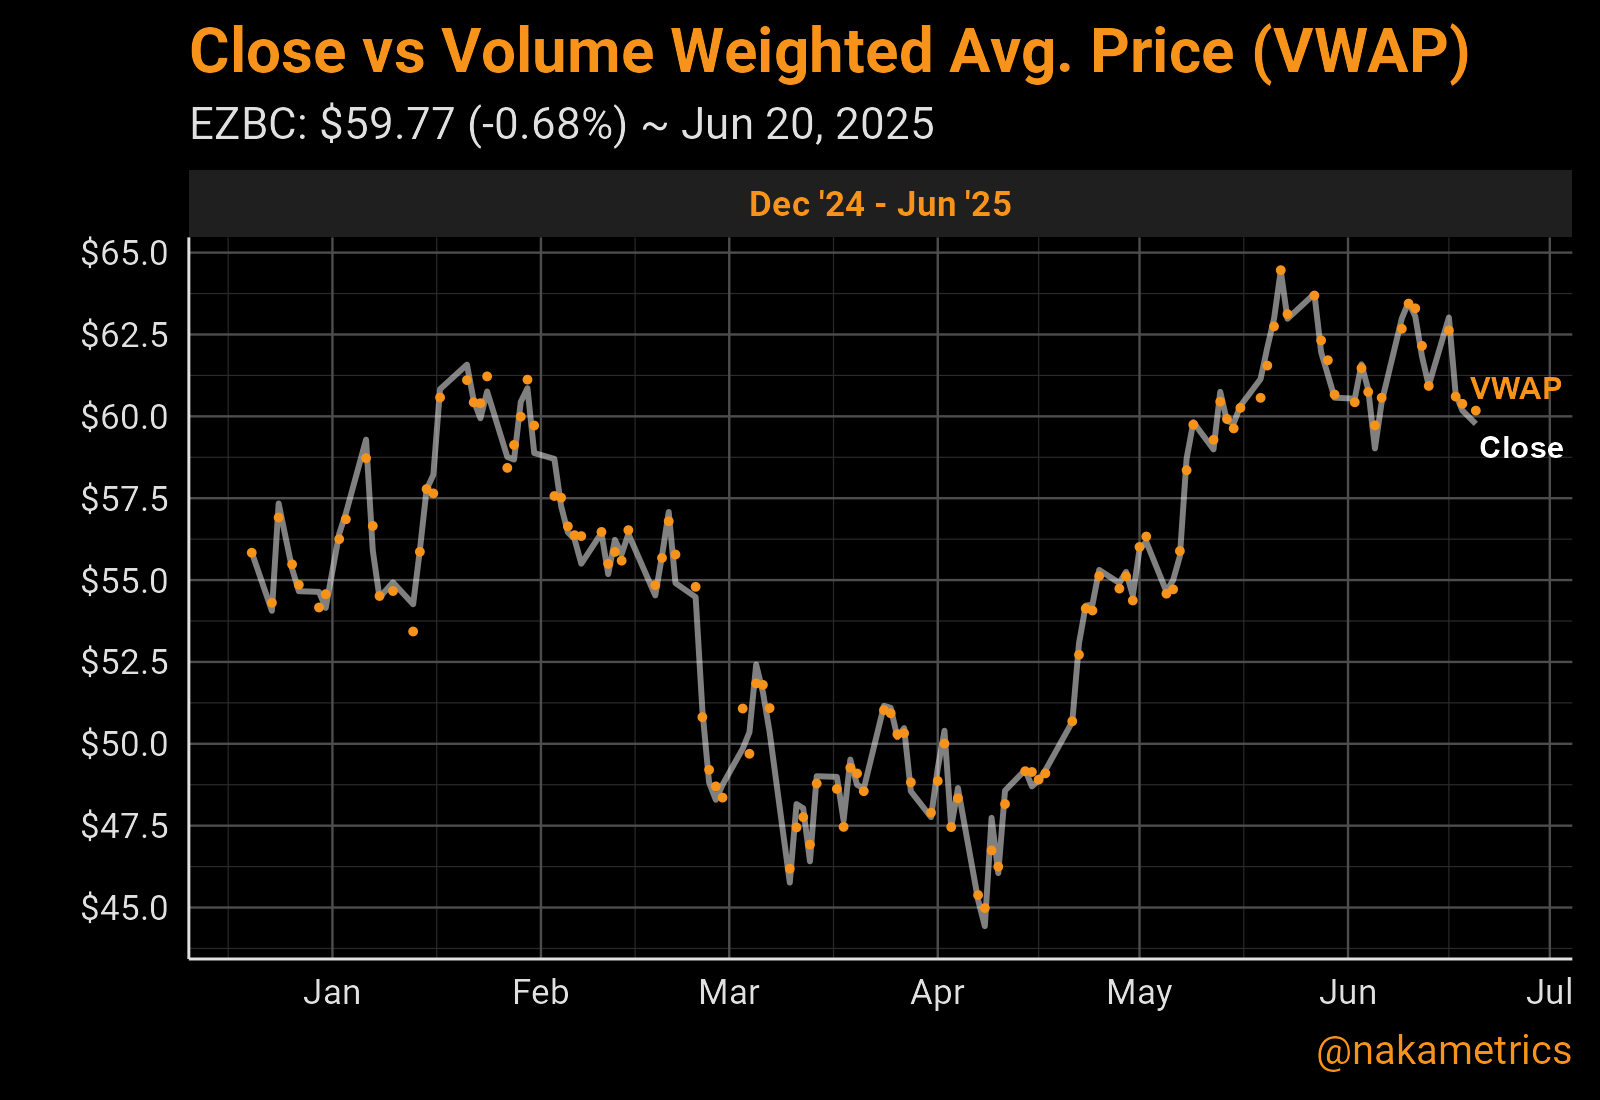 Close vs Volume Weighted Avg. Price (VWAP)
EZBC: $59.77 (-0.68%) ~ Jun 20, 2025
Dec '24 - Jun '25
$65.0
$62.5
$60.0
$57.5
$55.0
$52.5
$50.0
$47.5
$45.0
VWAP
Close
Jan Feb Mar Apr May Jun Jul
@nakametrics